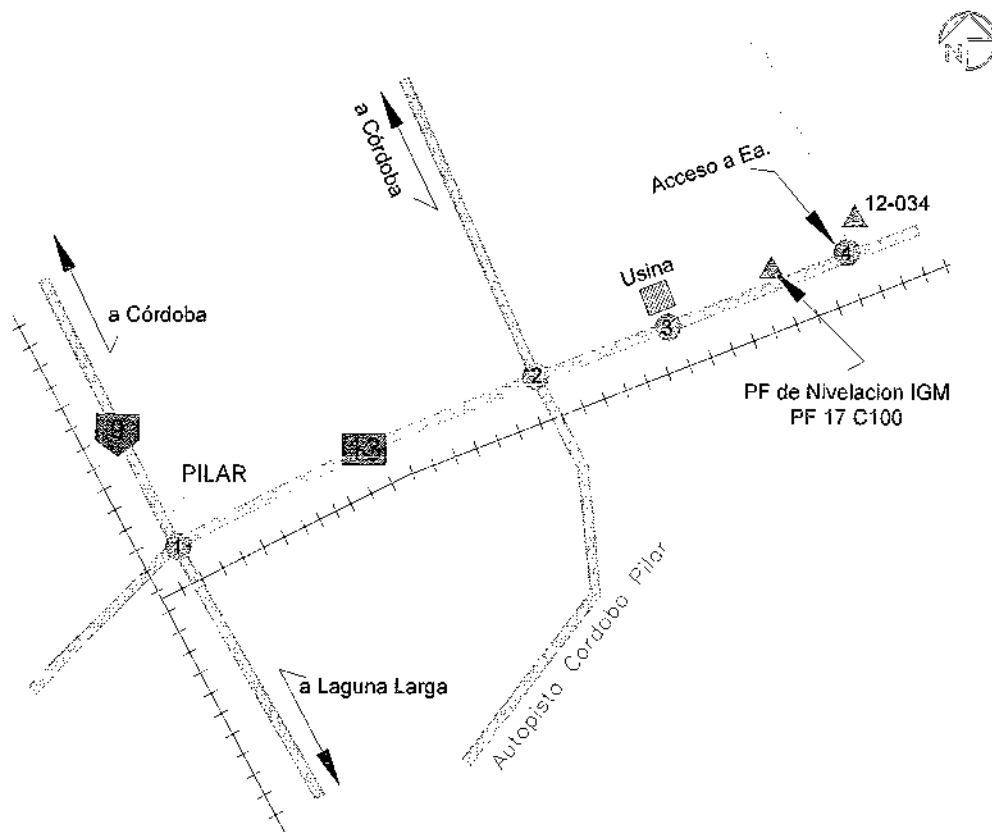 N
a Córdoba
Acceso a Ea.
12-034
4
Usina
3
a Córdoba
2
PF de Nivelacion IGM
PF 17 C100
9
13
PILAR
1
a Laguna Larga
Autopista Cordoba Pilar